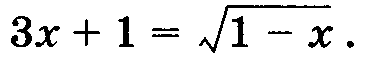 3x + 1 = √(1 − x) .